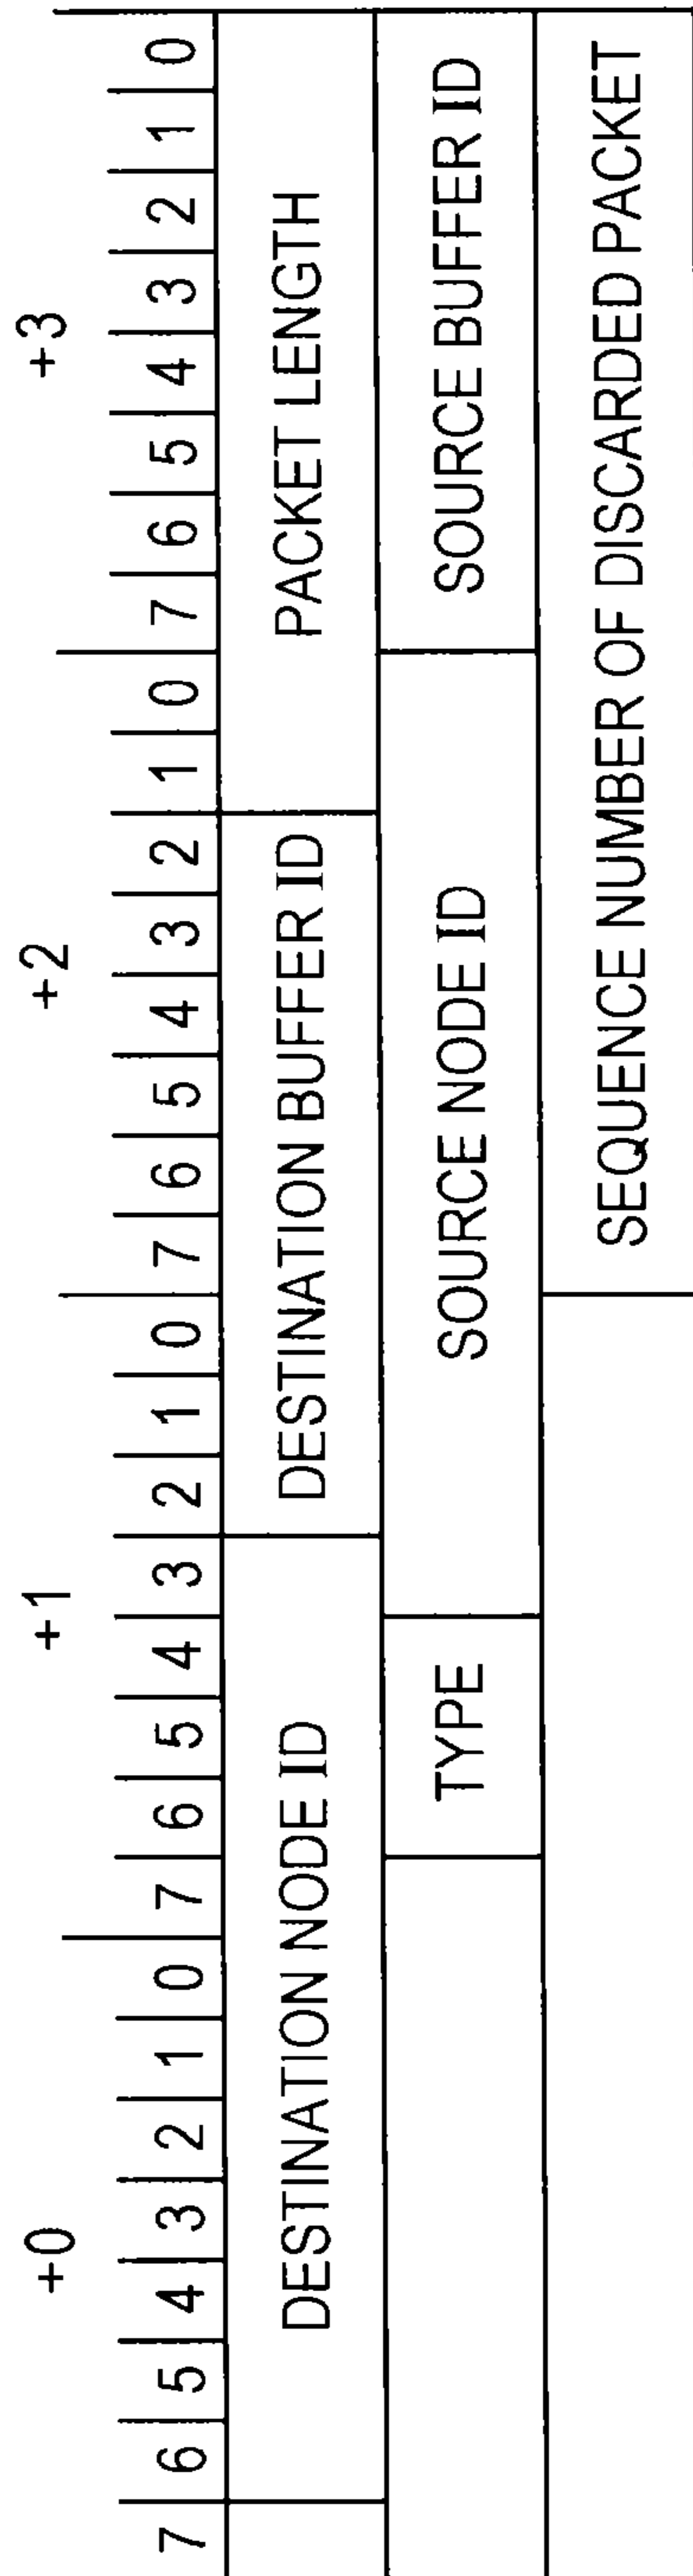 +0 +1 +2 +3
7 6 5 4 3 2 1 0 7 6 5 4 3 2 1 0 7 6 5 4 3 2 1 0 7 6 5 4 3 2 1 0
DESTINATION NODE ID DESTINATION BUFFER ID PACKET LENGTH
TYPE SOURCE NODE ID SOURCE BUFFER ID
SEQUENCE NUMBER OF DISCARDED PACKET